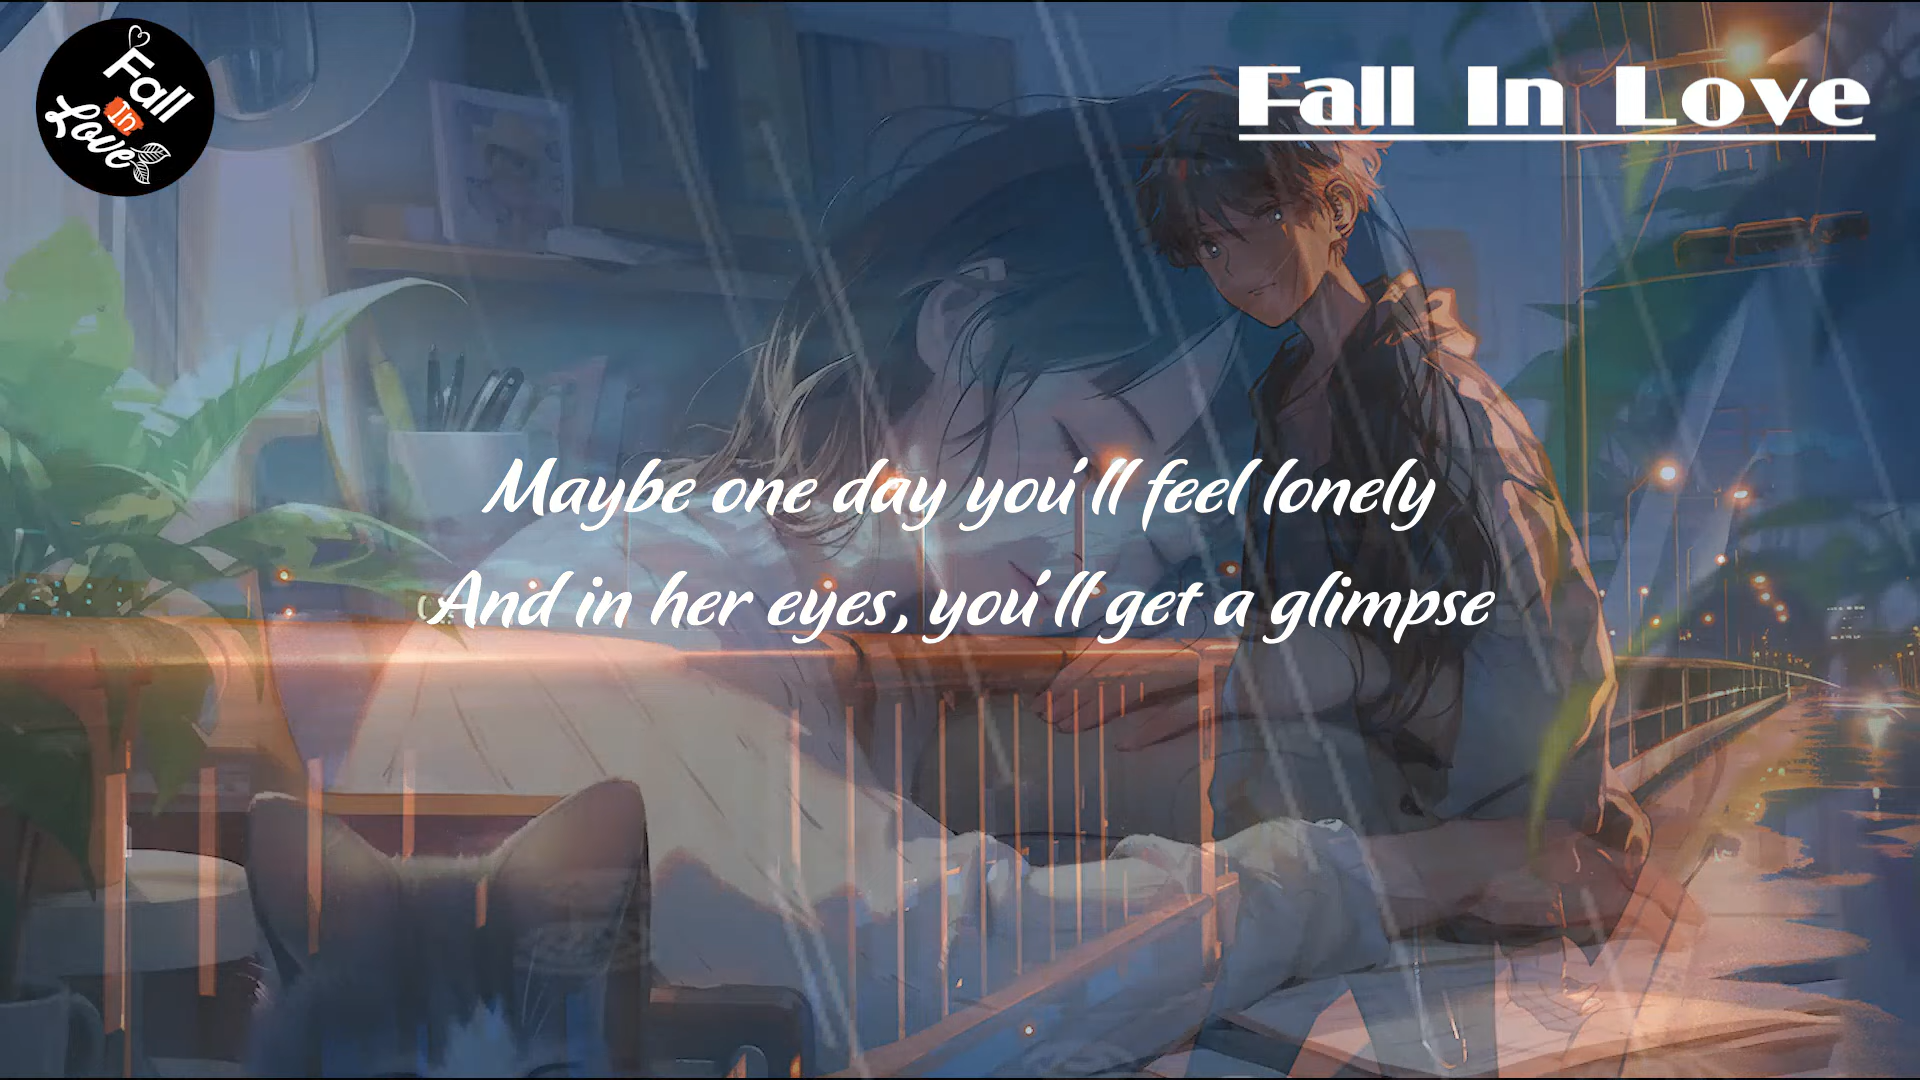 Fall
In
Love
Fall In Love
Maybe one day you'll feel lonely
And in her eyes, you'll get a glimpse